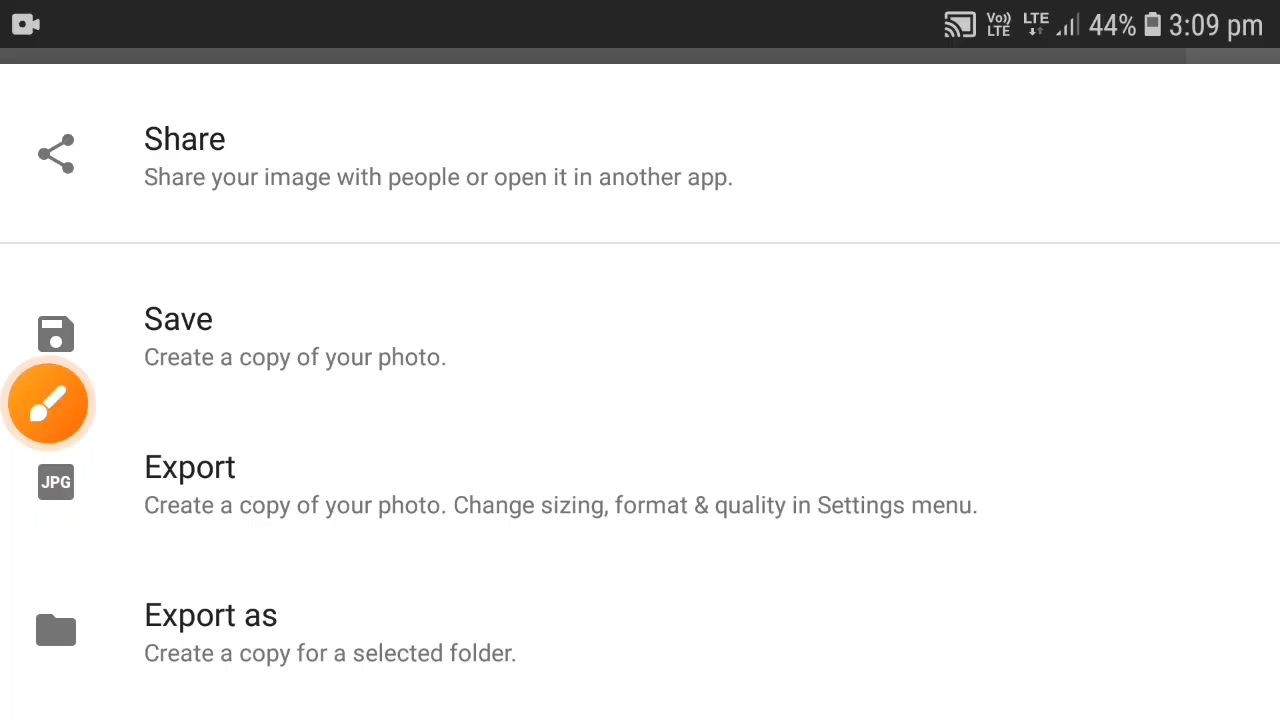 Vo)) LTE LTE 44% 3:09 pm
Share
Share your image with people or open it in another app.
Save
Create a copy of your photo.
JPG
Export
Create a copy of your photo. Change sizing, format & quality in Settings menu.
Export as
Create a copy for a selected folder.